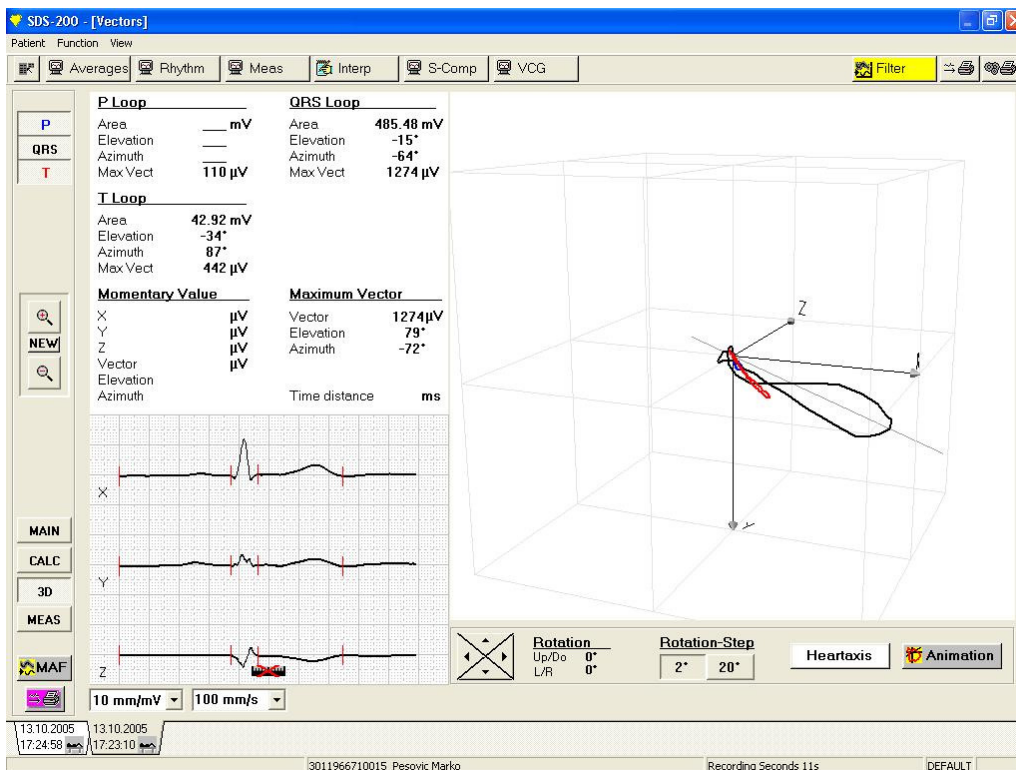 SDS-200 - [Vectors]
Patient Function View
Averages Rhythm Meas Interp S-Comp VCG Filter
P
QRS
T
NEW
MAIN
CALC
3D
MEAS
MAF
P Loop
Area ___ mV
Elevation ___
Azimuth ___
Max Vect 110 µV
QRS Loop
Area 485.48 mV
Elevation -15°
Azimuth -64°
Max Vect 1274 µV
T Loop
Area 42.92 mV
Elevation -34°
Azimuth 87°
Max Vect 442 µV
Momentary Value
X µV
Y µV
Z µV
Vector µV
Elevation
Azimuth
Maximum Vector
Vector 1274µV
Elevation 79°
Azimuth -72°
Time distance ms
X
Y
Z
Z
Y
10 mm/mV 100 mm/s
Rotation
Up/Do 0°
L/R 0°
Rotation-Step
2° 20°
Heartaxis
Animation
13.10.2005
17:24:58
13.10.2005
17:23:10
3011966710015 Pesovic Marko Recording Seconds 11s DEFAULT